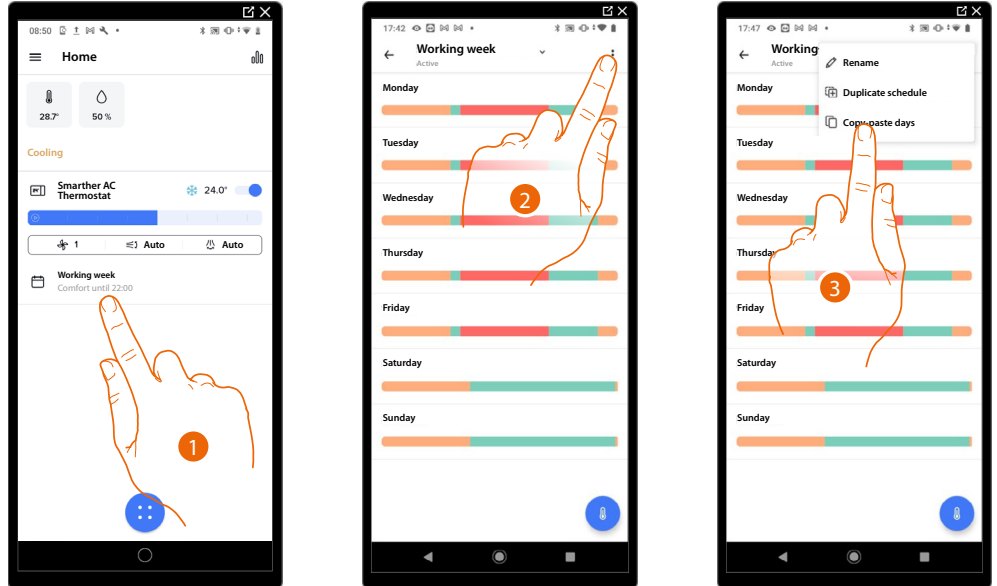 08:50
Home
28.7°
50 %
Cooling
Smarther AC
Thermostat
24.0°
1
Auto
Auto
Working week
Comfort until 22:00
1
17:42
Working week
Active
Monday
Tuesday
Wednesday
Thursday
Friday
Saturday
Sunday
2
17:47
Working
Active
Rename
Duplicate schedule
Copy-paste days
Monday
Tuesday
Wednesday
Thursday
Friday
Saturday
Sunday
3